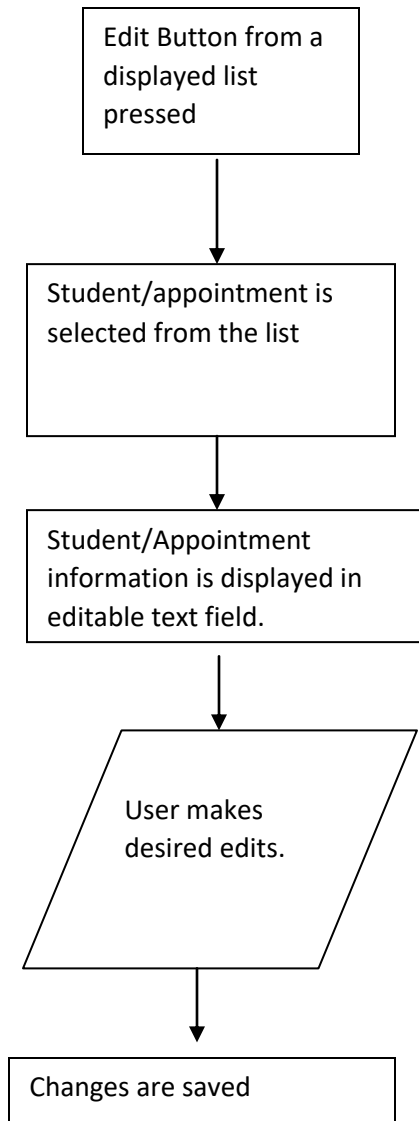 Edit Button from a
displayed list
pressed
Student/appointment is
selected from the list
Student/Appointment
information is displayed in
editable text field.
User makes
desired edits.
Changes are saved